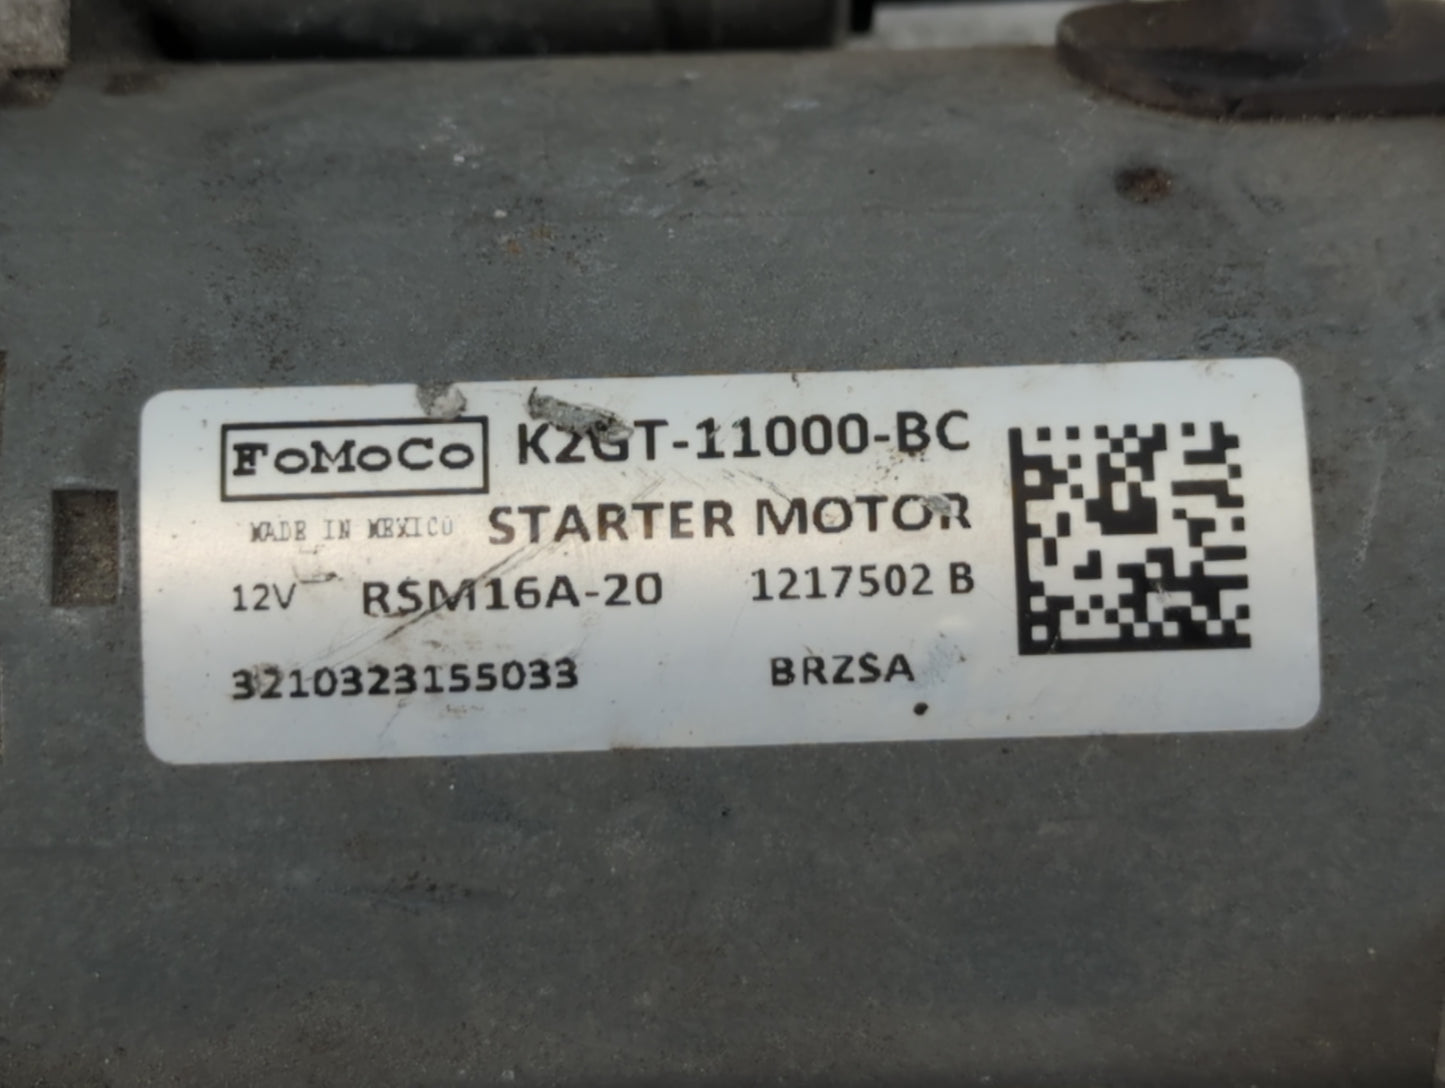 FoMoCo K2GT-11000-BC
MADE IN MEXICO STARTER MOTOR
12V RSM16A-20 1217502 B
3210323155033 BRZSA